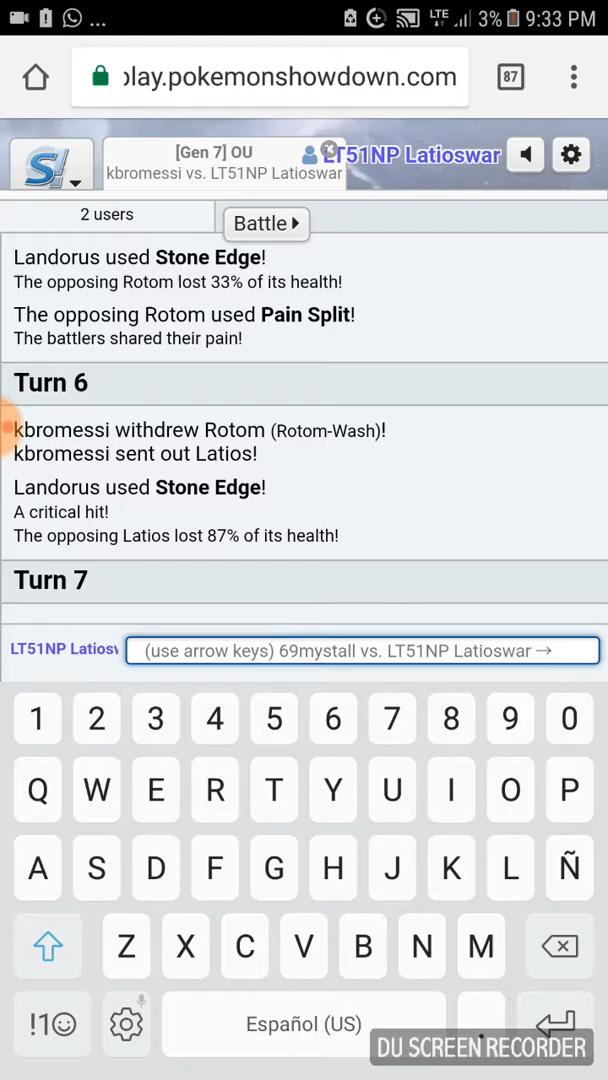 ... LTE 3% 9:33 PM
play.pokemonshowdown.com 87
S!
[Gen 7] OU
kbromessi vs. LT51NP Latioswar
LT51NP Latioswar
2 users
Battle
Landorus used Stone Edge!
The opposing Rotom lost 33% of its health!
The opposing Rotom used Pain Split!
The battlers shared their pain!
Turn 6
kbromessi withdrew Rotom (Rotom-Wash)!
kbromessi sent out Latios!
Landorus used Stone Edge!
A critical hit!
The opposing Latios lost 87% of its health!
Turn 7
LT51NP Latiosw
(use arrow keys) 69mystall vs. LT51NP Latioswar →
1 2 3 4 5 6 7 8 9 0
Q W E R T Y U I O P
A S D F G H J K L Ñ
Z X C V B N M
!1☺ Español (US) .
DU SCREEN RECORDER